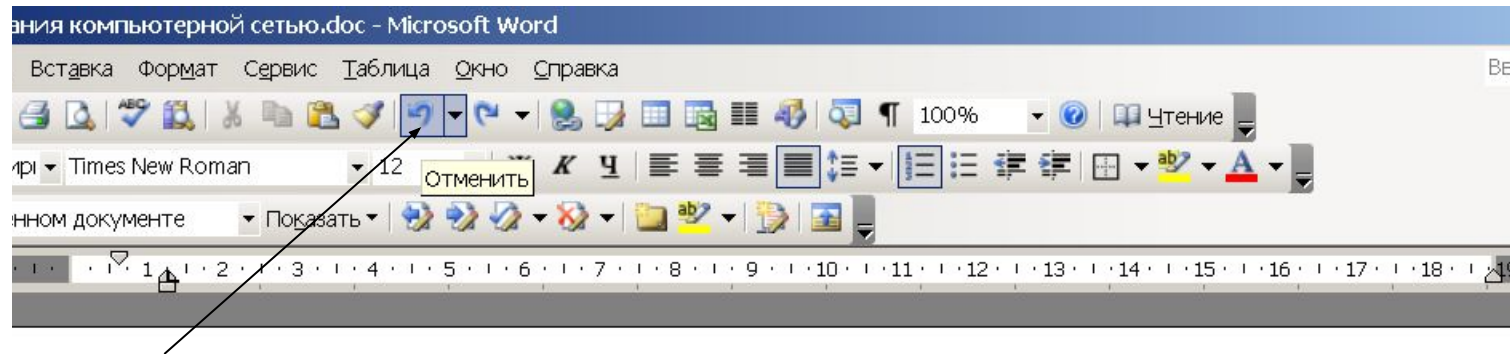 ания компьютерной сетью.doc - Microsoft Word
Вставка Формат Сервис Таблица Окно Справка
100% Чтение
Times New Roman 12 К Ч
Отменить
нном документе Показать
1 2 3 4 5 6 7 8 9 10 11 12 13 14 15 16 17 18 19